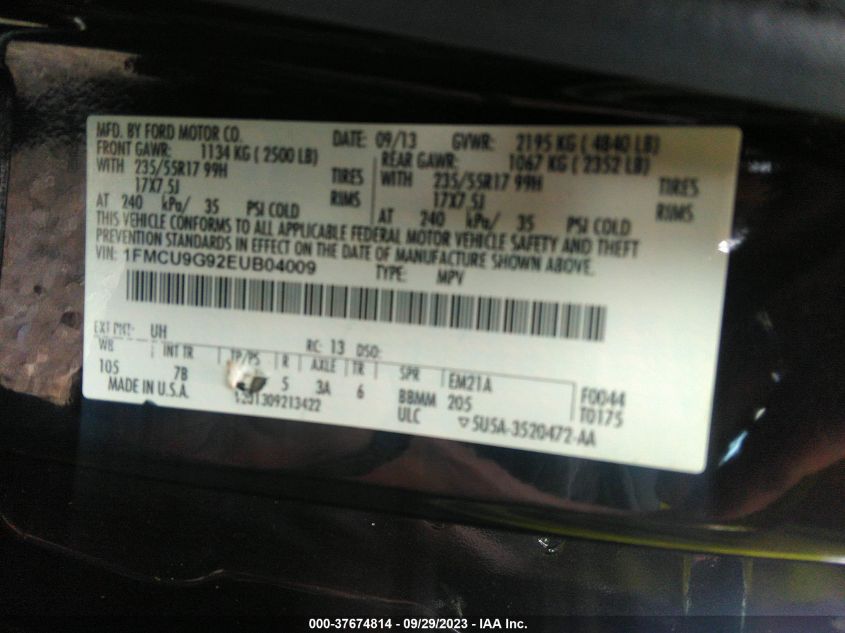 MFD. BY FORD MOTOR CO. DATE: 09/13 GVWR: 2195 KG ( 4840 LB)
FRONT GAWR: 1134 KG ( 2500 LB) REAR GAWR: 1067 KG ( 2352 LB)
WITH 235/55R17 99H TIRES WITH 235/55R17 99H TIRES
17X7.5J RIMS 17X7.5J RIMS
AT 240 kPa/ 35 PSI COLD AT 240 kPa/ 35 PSI COLD
THIS VEHICLE CONFORMS TO ALL APPLICABLE FEDERAL MOTOR VEHICLE SAFETY AND THEFT
PREVENTION STANDARDS IN EFFECT ON THE DATE OF MANUFACTURE SHOWN ABOVE.
VIN: 1FMCU9G92EUB04009 TYPE: MPV
EXT PNT: UH RC: 13 DSO:
WB INT TR TP/PS R AXLE TR SPR EM21A F0044
105 7B 5 3A 6 BBMM 205 T0175
MADE IN U.S.A. ULC ▽ 5U5A-3520472-AA
000-37674814 - 09/29/2023 - IAA Inc.